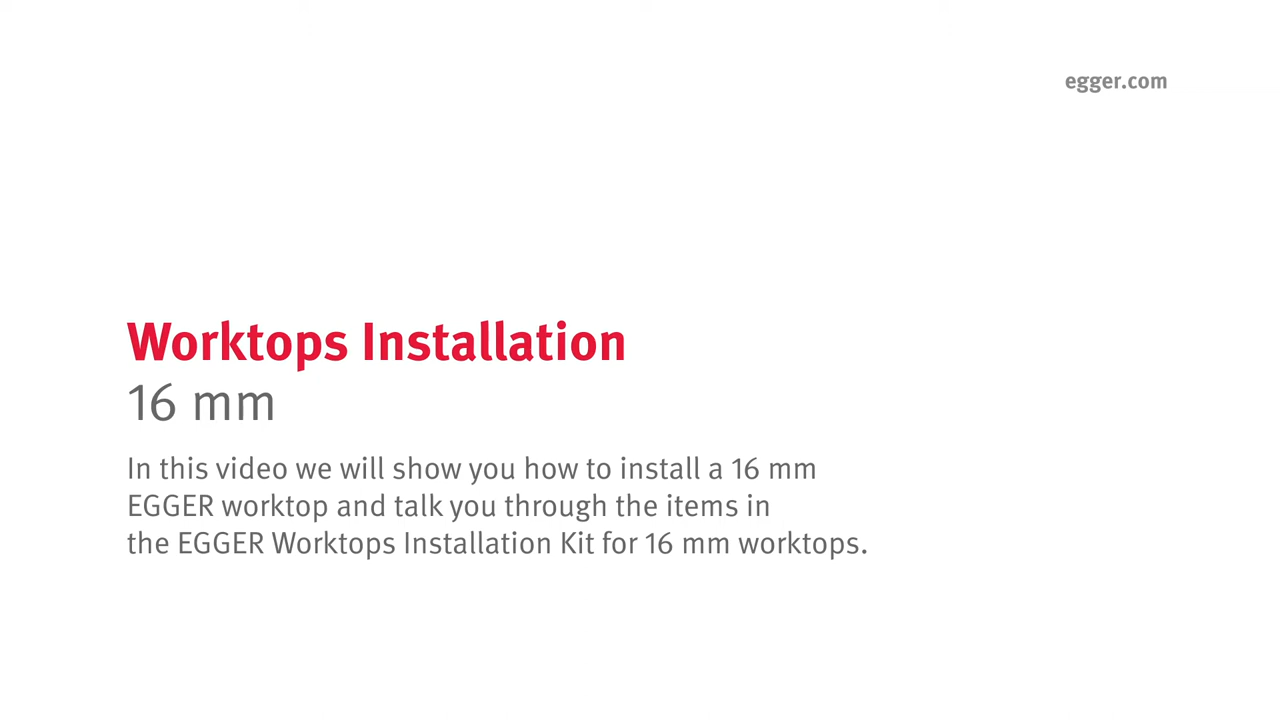 egger.com
Worktops Installation
16 mm
In this video we will show you how to install a 16 mm
EGGER worktop and talk you through the items in
the EGGER Worktops Installation Kit for 16 mm worktops.